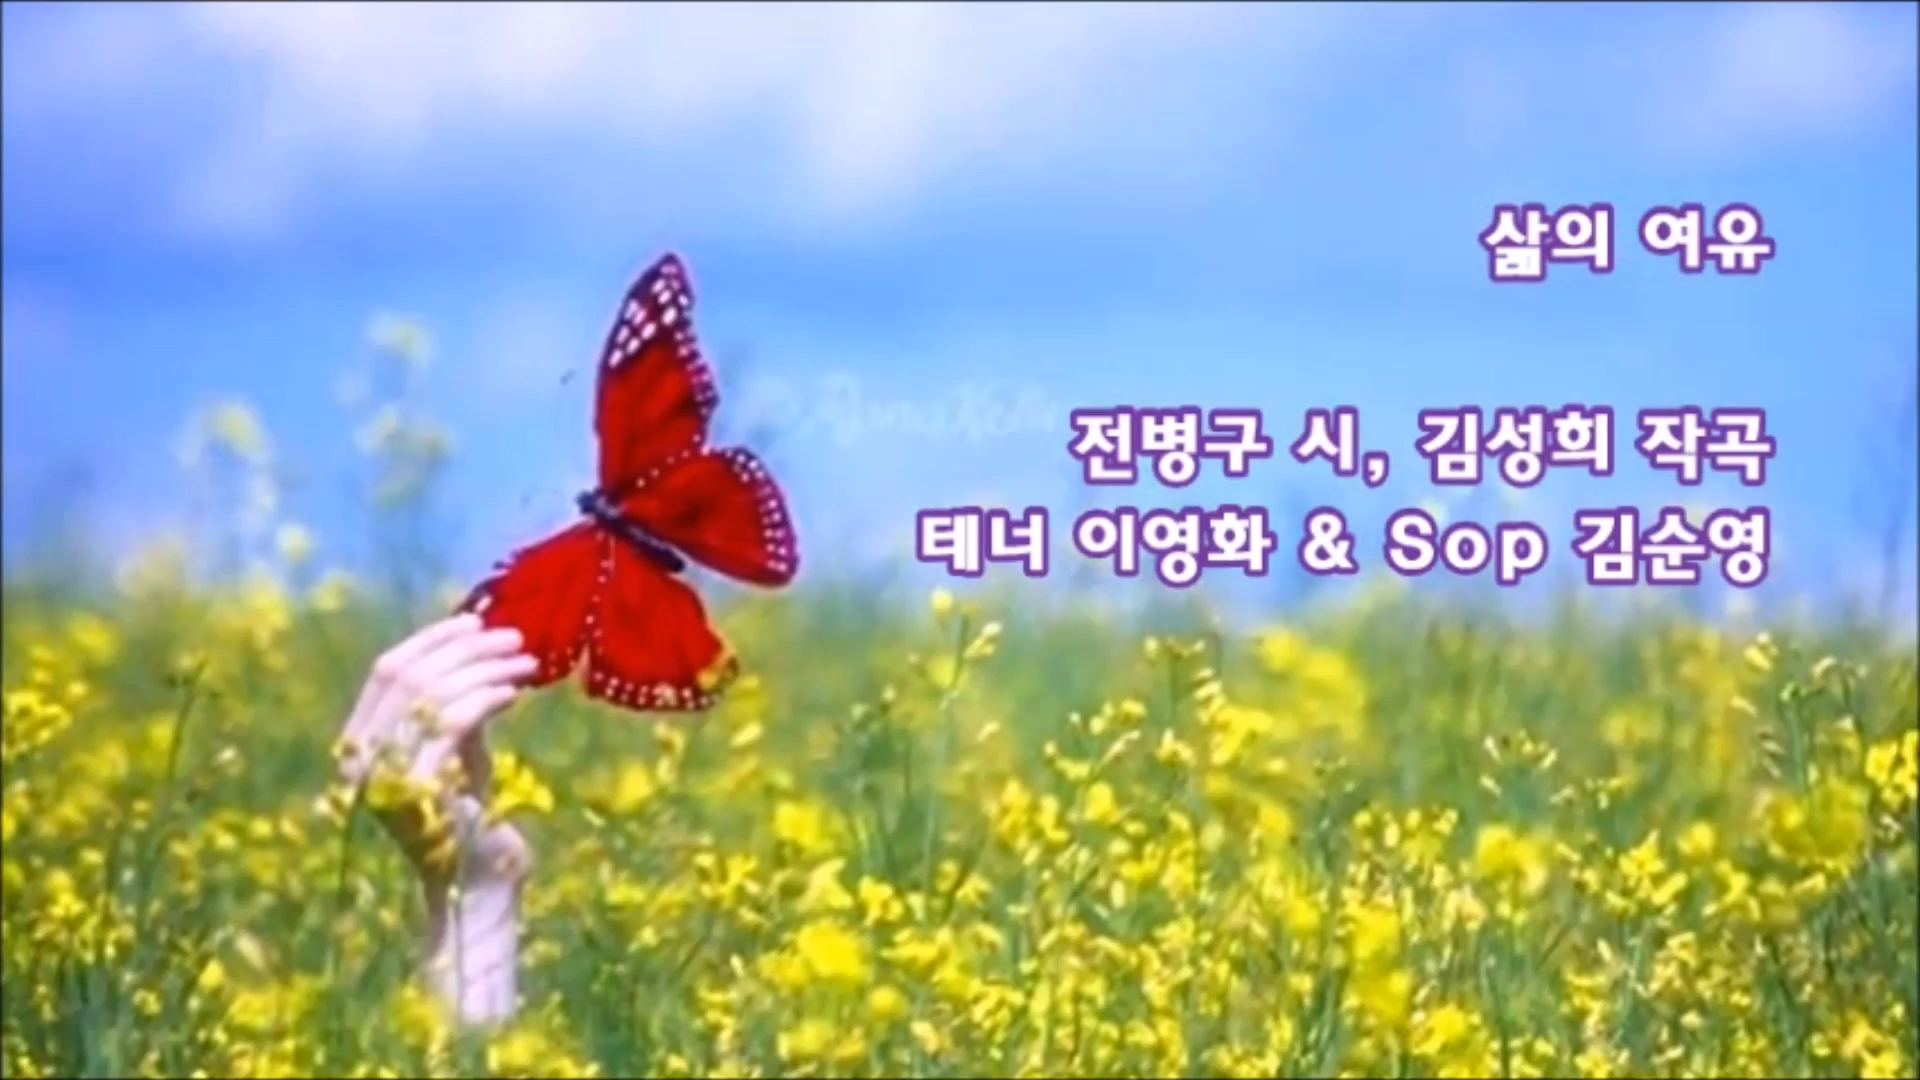 삶의 여유
전병구 시, 김성희 작곡
테너 이영화 & Sop 김순영